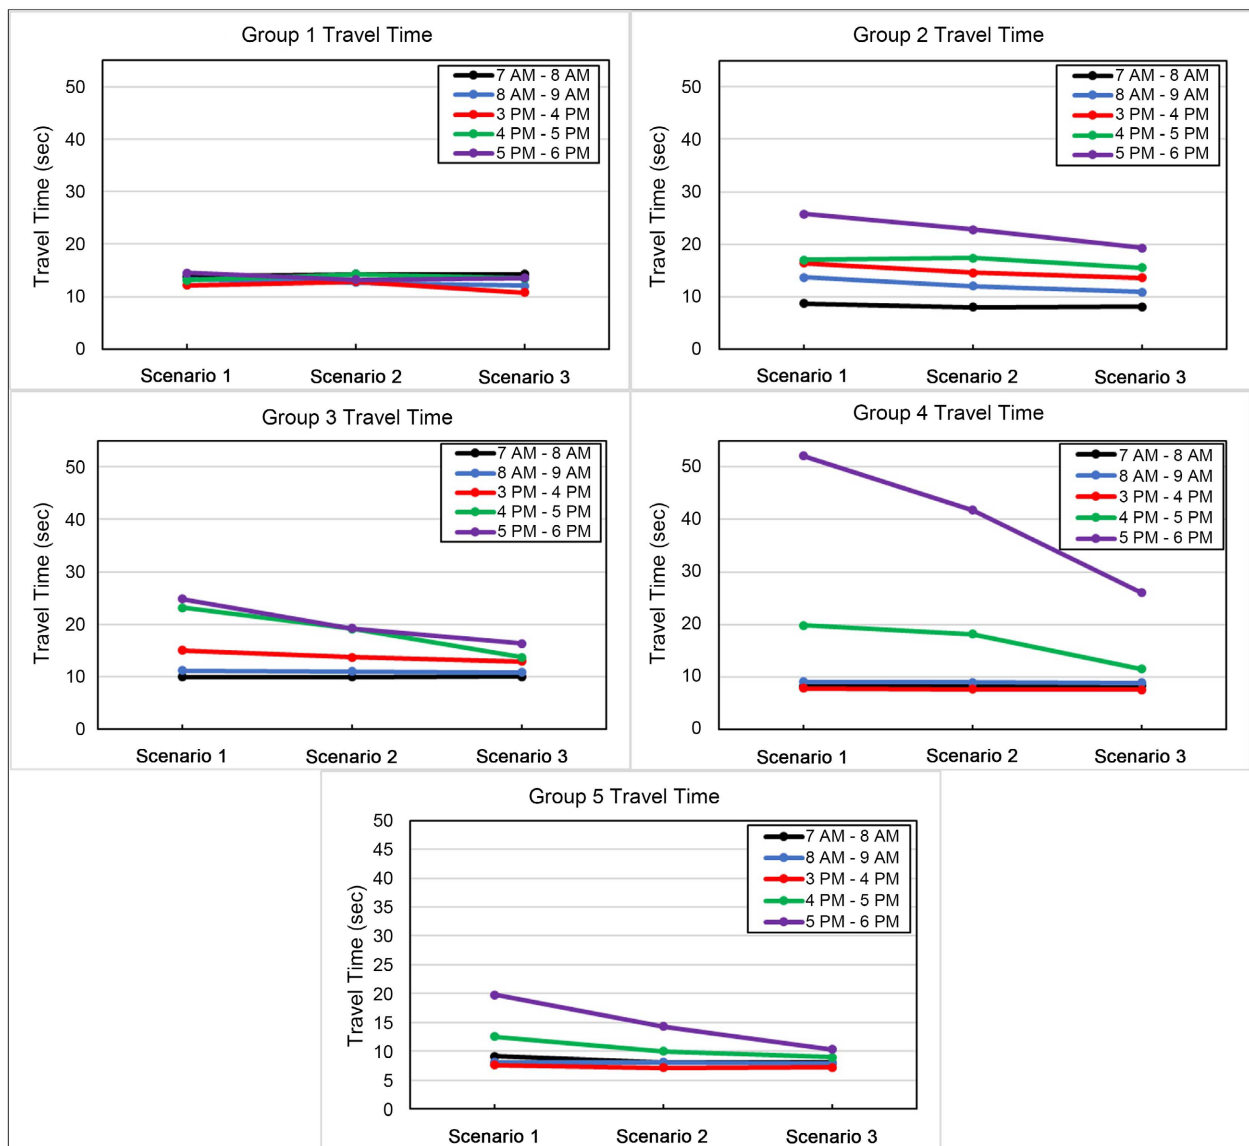 Group 1 Travel Time
7 AM - 8 AM
8 AM - 9 AM
3 PM - 4 PM
4 PM - 5 PM
5 PM - 6 PM
Travel Time (sec)
50
40
30
20
10
0
Scenario 1 Scenario 2 Scenario 3
Group 2 Travel Time
7 AM - 8 AM
8 AM - 9 AM
3 PM - 4 PM
4 PM - 5 PM
5 PM - 6 PM
Travel Time (sec)
50
40
30
20
10
0
Scenario 1 Scenario 2 Scenario 3
Group 3 Travel Time
7 AM - 8 AM
8 AM - 9 AM
3 PM - 4 PM
4 PM - 5 PM
5 PM - 6 PM
Travel Time (sec)
50
40
30
20
10
0
Scenario 1 Scenario 2 Scenario 3
Group 4 Travel Time
7 AM - 8 AM
8 AM - 9 AM
3 PM - 4 PM
4 PM - 5 PM
5 PM - 6 PM
Travel Time (sec)
50
40
30
20
10
0
Scenario 1 Scenario 2 Scenario 3
Group 5 Travel Time
7 AM - 8 AM
8 AM - 9 AM
3 PM - 4 PM
4 PM - 5 PM
5 PM - 6 PM
Travel Time (sec)
50
45
40
35
30
25
20
15
10
5
0
Scenario 1 Scenario 2 Scenario 3